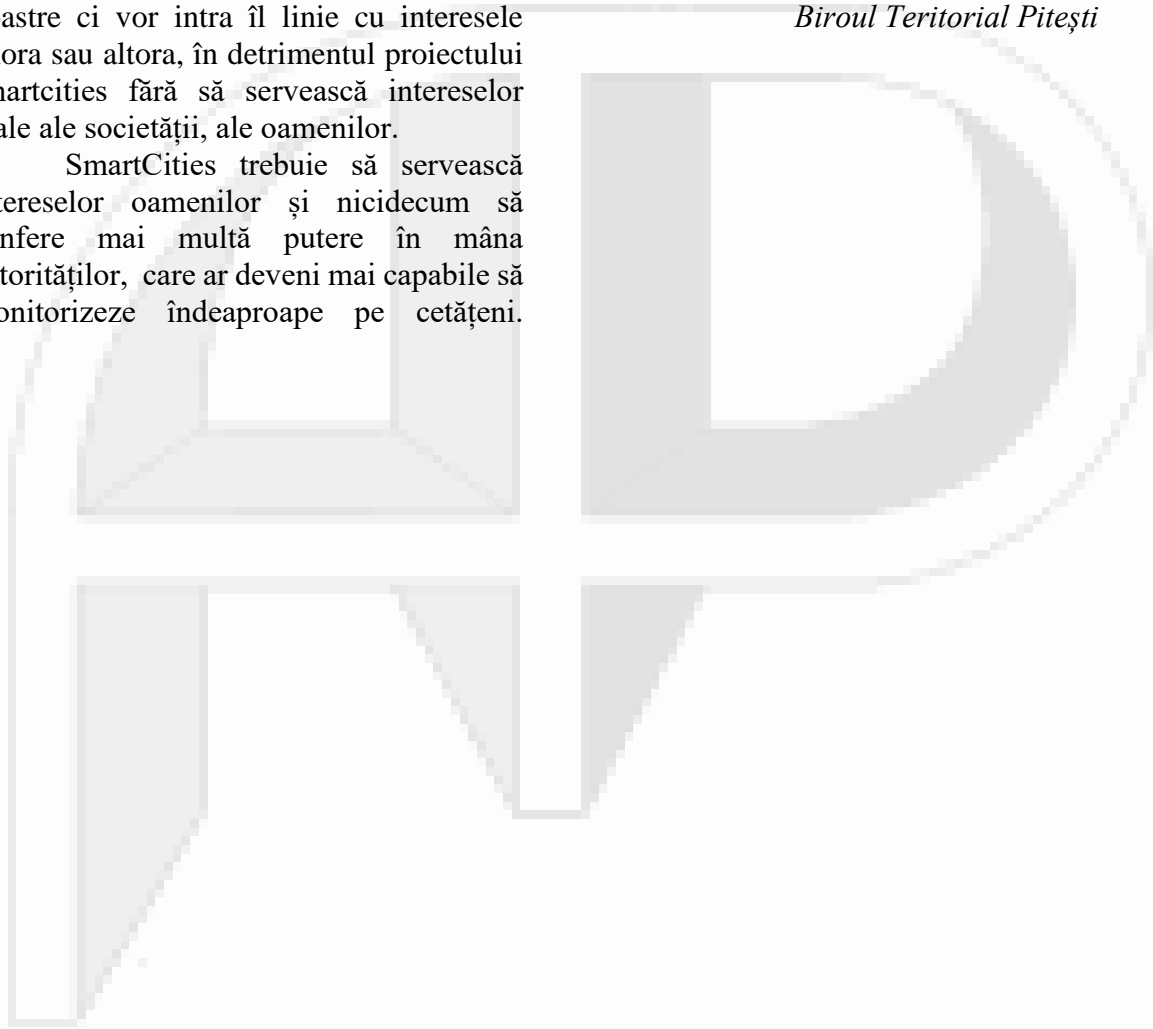 astre ci vor intra îl linie cu interesele
ora sau altora, în detrimentul proiectului
martcities fără să servească intereselor
ale ale societății, ale oamenilor.
SmartCities trebuie să servească
tereselor oamenilor și nicidecum să
nfere mai multă putere în mâna
torităților, care ar deveni mai capabile să
onitorizeze îndeaproape pe cetățeni.
Biroul Teritorial Pitești